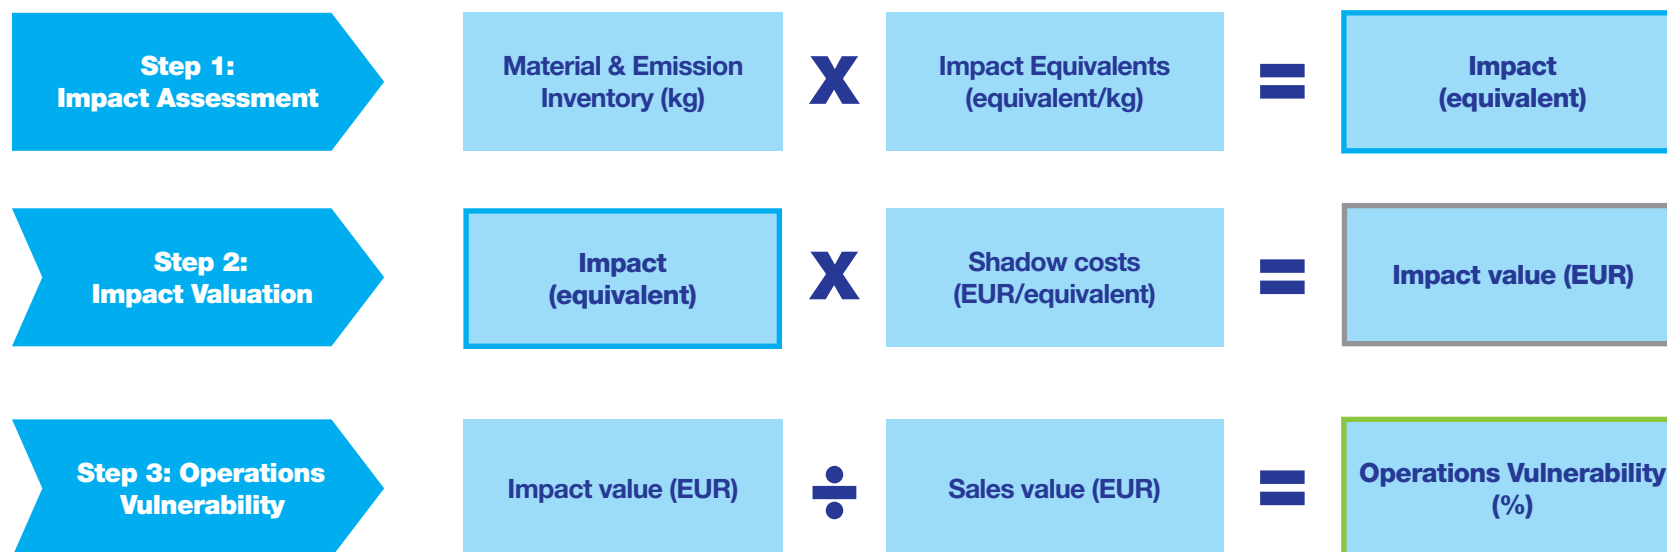 Step 1:
Impact Assessment
Material & Emission
Inventory (kg)
X
Impact Equivalents
(equivalent/kg)
=
Impact
(equivalent)
Step 2:
Impact Valuation
Impact
(equivalent)
X
Shadow costs
(EUR/equivalent)
=
Impact value (EUR)
Step 3: Operations
Vulnerability
Impact value (EUR)
÷
Sales value (EUR)
=
Operations Vulnerability
(%)